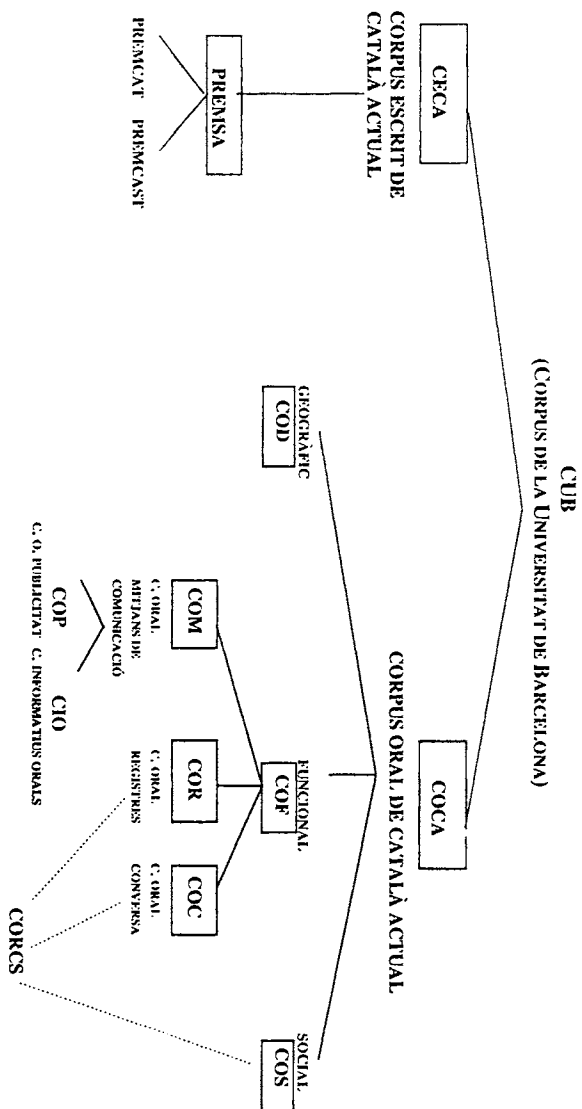 CUB
(CORPUS DE LA UNIVERSITAT DE BARCELONA)
CECA
CORPUS ESCRIT DE
CATALÀ ACTUAL
PREMSA
PREMCAT PREMCAST
COCA
CORPUS ORAL DE CATALÀ ACTUAL
GEOGRÀFIC
COD
FUNCIONAL
COF
SOCIAL
COS
COM
C. ORAL
MITJANS DE
COMUNICACIÓ
COR
C. ORAL
REGISTRES
COC
C. ORAL
CONVERSA
COP
C. O. PUBLICITAT
CIO
C. INFORMATIUS ORALS
CORCS